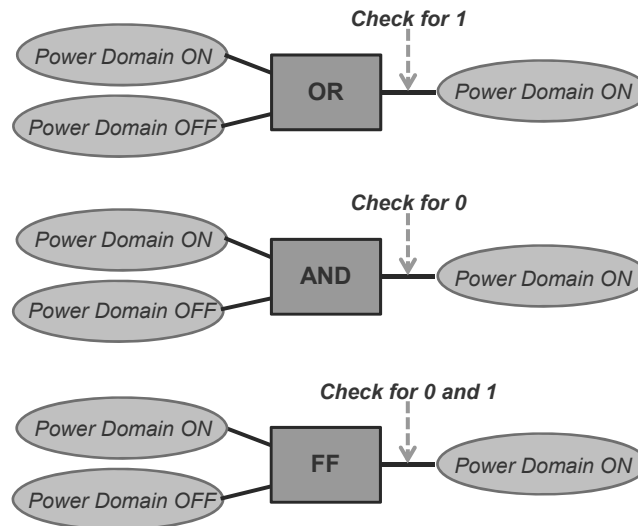 Check for 1
Power Domain ON
OR
Power Domain ON
Power Domain OFF
Check for 0
Power Domain ON
AND
Power Domain ON
Power Domain OFF
Check for 0 and 1
Power Domain ON
FF
Power Domain ON
Power Domain OFF